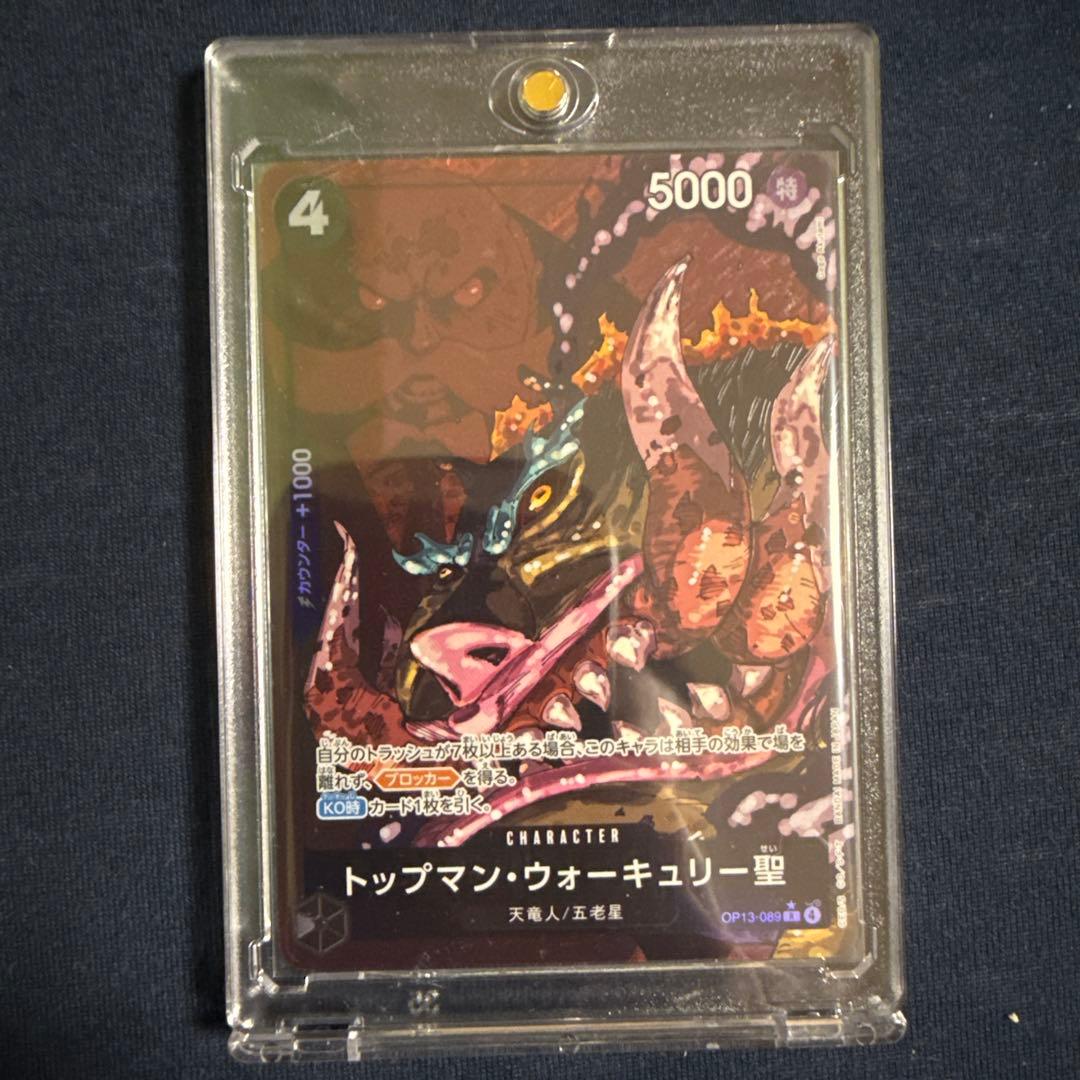 4
5000 特
カウンター +1000
自分のトラッシュが7枚以上ある場合、このキャラは相手の効果で場を
離れず、ブロッカー を得る。
KO時 カード1枚を引く。
CHARACTER
せい
トップマン・ウォーキュリー聖
天竜人/五老星
OP13-089 R 4